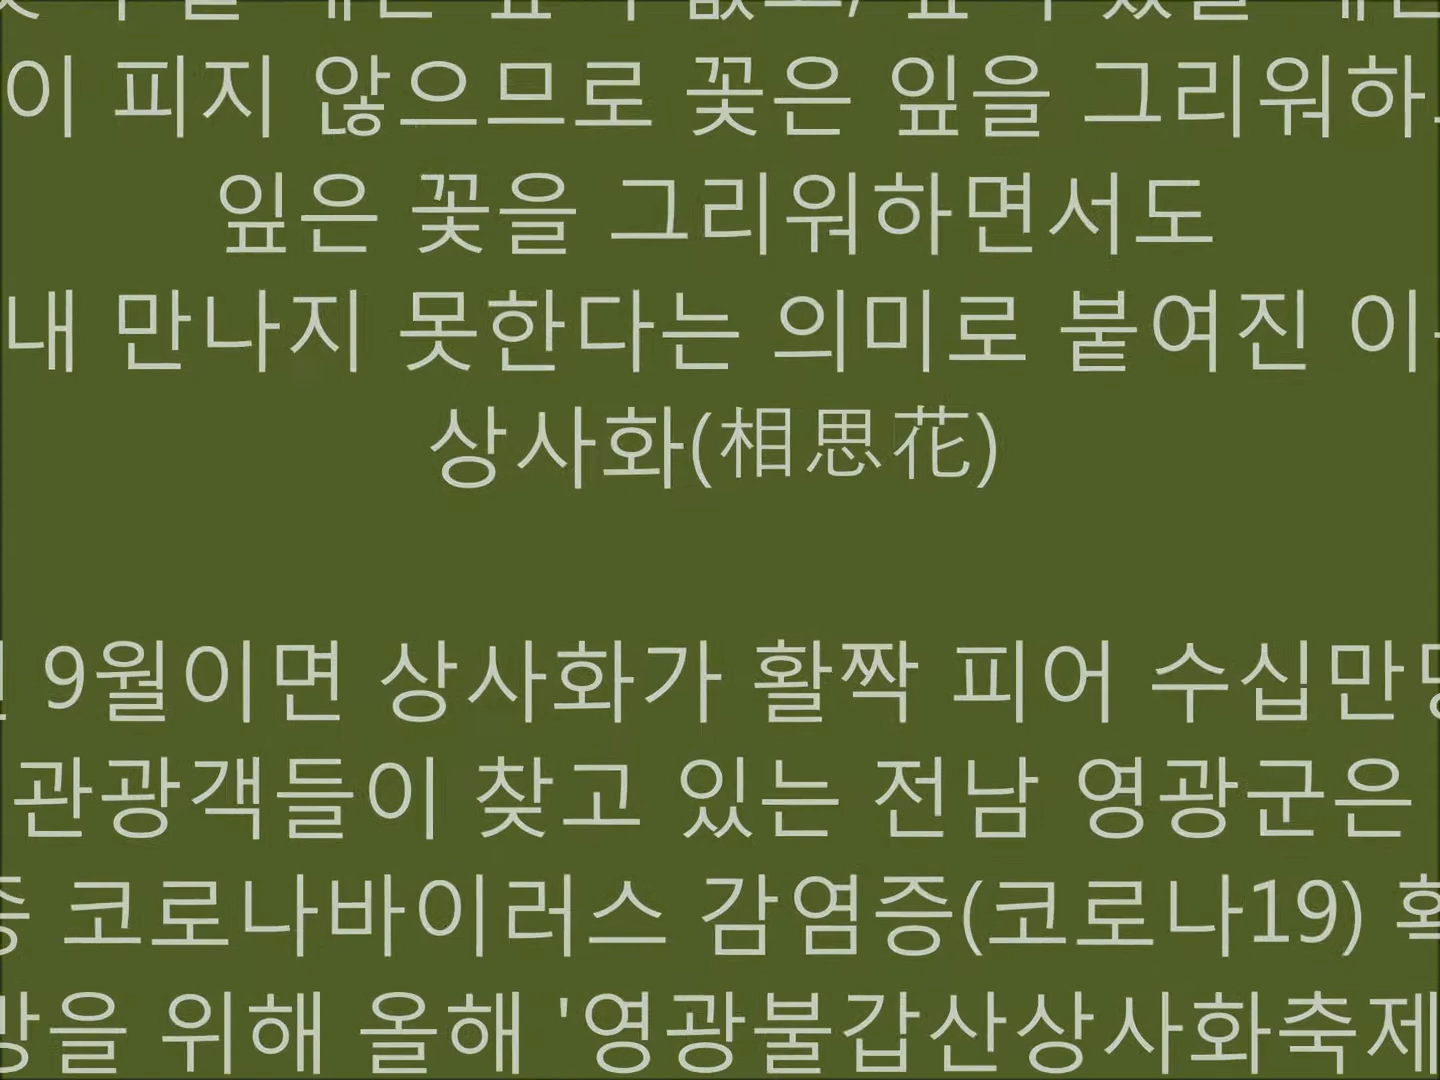 이 피지 않으므로 꽃은 잎을 그리워하
잎은 꽃을 그리워하면서도
내 만나지 못한다는 의미로 붙여진 이
상사화(相思花)
9월이면 상사화가 활짝 피어 수십만명
관광객들이 찾고 있는 전남 영광군은
코로나바이러스 감염증(코로나19)
을 위해 올해 '영광불갑산상사화축제